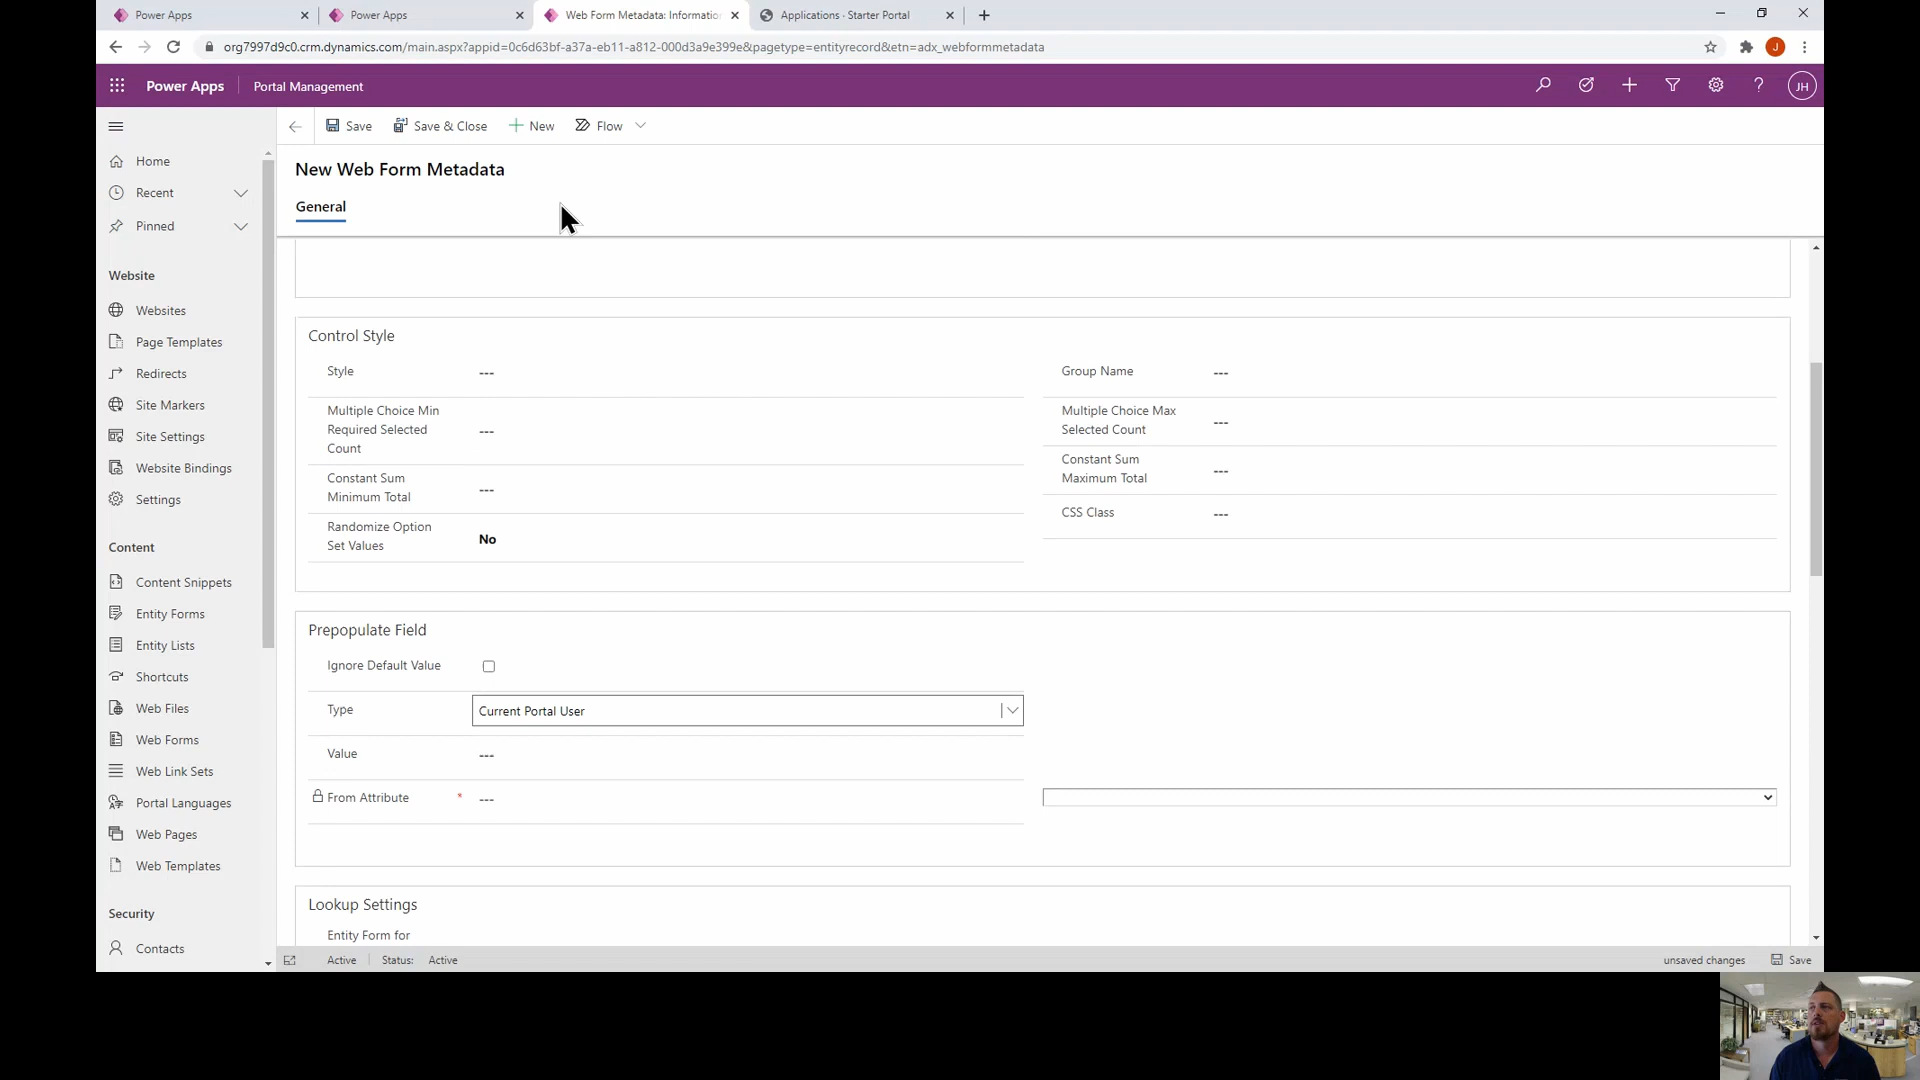 Power Apps
Power Apps
Web Form Metadata: Informatio
Applications · Starter Portal
org7997d9c0.crm.dynamics.com/main.aspx?appid=0c6d63bf-a37a-eb11-a812-000d3a9e399e&pagetype=entityrecord&etn=adx_webformmetadata
J
Power Apps
Portal Management
JH
Save
Save & Close
New
Flow
Home
Recent
Pinned
Website
Websites
Page Templates
Redirects
Site Markers
Site Settings
Website Bindings
Settings
Content
Content Snippets
Entity Forms
Entity Lists
Shortcuts
Web Files
Web Forms
Web Link Sets
Portal Languages
Web Pages
Web Templates
Security
Contacts
New Web Form Metadata
General
Control Style
Style
---
Group Name
---
Multiple Choice Min
Required Selected
Count
---
Multiple Choice Max
Selected Count
---
Constant Sum
Minimum Total
---
Constant Sum
Maximum Total
---
Randomize Option
Set Values
No
CSS Class
---
Prepopulate Field
Ignore Default Value
Type
Current Portal User
Value
---
From Attribute
*
---
Lookup Settings
Entity Form for
Active
Status:
Active
unsaved changes
Save